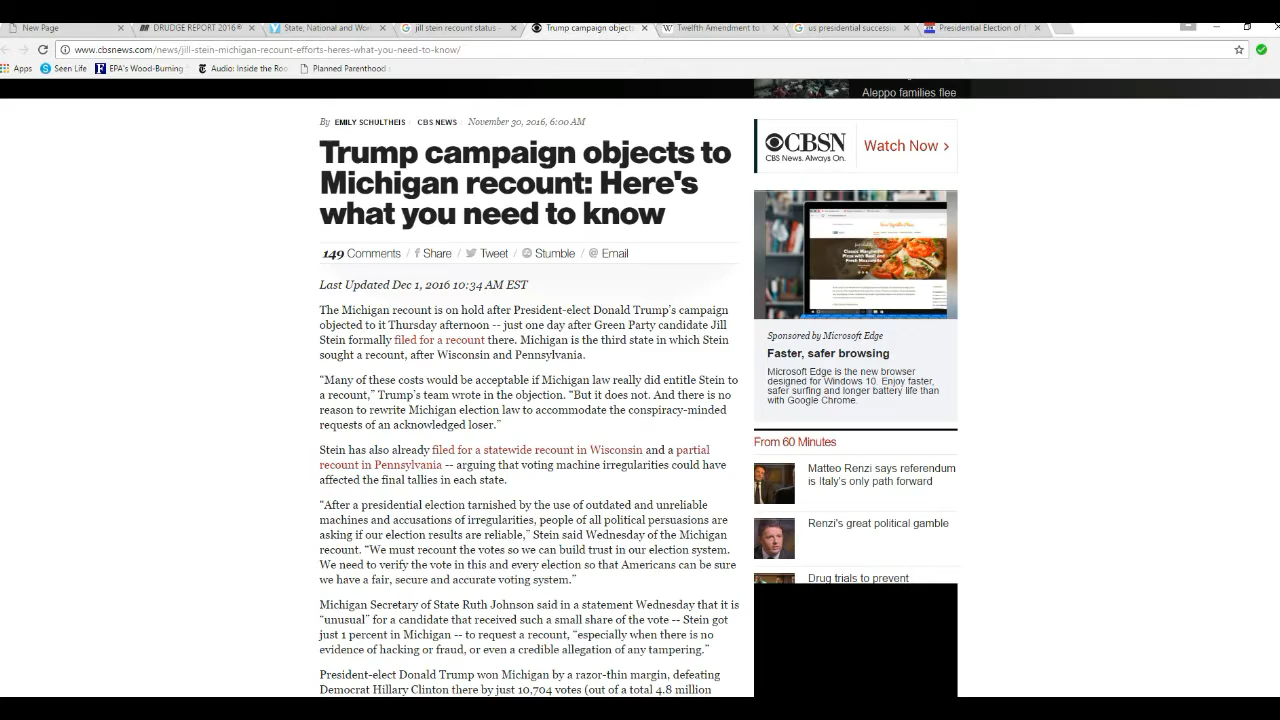 New Page
DRUDGE REPORT 2016®
State, National and Wo
jill stein recount status -
Trump campaign objects
Twelfth Amendment to
us presidential successi
Presidential Election of 1
www.cbsnews.com/news/jill-stein-michigan-recount-efforts-heres-what-you-need-to-know/
Apps
Seen Life
EPA's Wood-Burning
Audio: Inside the Roo
Planned Parenthood
Aleppo families flee
By EMILY SCHULTHEIS / CBS NEWS / November 30, 2016, 6:00 AM
Trump campaign objects to
Michigan recount: Here's
what you need to know
149 Comments / f Share / Tweet / Stumble / @ Email
Last Updated Dec 1, 2016 10:34 AM EST
The Michigan recount is on hold after President-elect Donald Trump's campaign
objected to it Thursday afternoon -- just one day after Green Party candidate Jill
Stein formally filed for a recount there. Michigan is the third state in which Stein
sought a recount, after Wisconsin and Pennsylvania.
“Many of these costs would be acceptable if Michigan law really did entitle Stein to
a recount,” Trump's team wrote in the objection. “But it does not. And there is no
reason to rewrite Michigan election law to accommodate the conspiracy-minded
requests of an acknowledged loser.”
Stein has also already filed for a statewide recount in Wisconsin and a partial
recount in Pennsylvania -- arguing that voting machine irregularities could have
affected the final tallies in each state.
“After a presidential election tarnished by the use of outdated and unreliable
machines and accusations of irregularities, people of all political persuasions are
asking if our election results are reliable,” Stein said Wednesday of the Michigan
recount. “We must recount the votes so we can build trust in our election system.
We need to verify the vote in this and every election so that Americans can be sure
we have a fair, secure and accurate voting system.”
Michigan Secretary of State Ruth Johnson said in a statement Wednesday that it is
“unusual” for a candidate that received such a small share of the vote -- Stein got
just 1 percent in Michigan -- to request a recount, “especially when there is no
evidence of hacking or fraud, or even a credible allegation of any tampering.”
President-elect Donald Trump won Michigan by a razor-thin margin, defeating
Democrat Hillary Clinton there by just 10,704 votes (out of a total 4.8 million
CBSN
CBS News. Always On.
Watch Now >
Sponsored by Microsoft Edge
Faster, safer browsing
Microsoft Edge is the new browser
designed for Windows 10. Enjoy faster,
safer surfing and longer battery life than
with Google Chrome.
From 60 Minutes
Matteo Renzi says referendum
is Italy's only path forward
Renzi's great political gamble
Drug trials to prevent